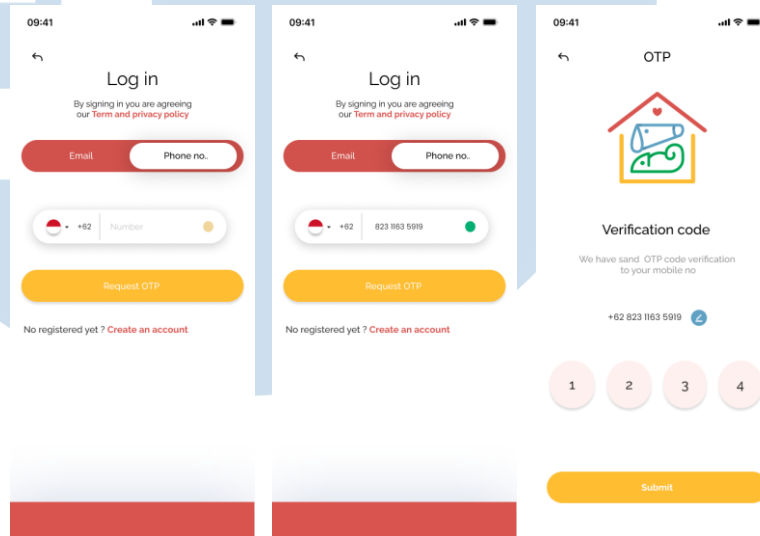 09:41
Log in
By signing in you are agreeing
our Term and privacy policy
Email Phone no..
+62 Number
Request OTP
No registered yet ? Create an account
09:41
Log in
By signing in you are agreeing
our Term and privacy policy
Email Phone no..
+62 823 1163 5919
Request OTP
No registered yet ? Create an account
09:41
OTP
Verification code
We have sand OTP code verification
to your mobile no
+62 823 1163 5919
1 2 3 4
Submit